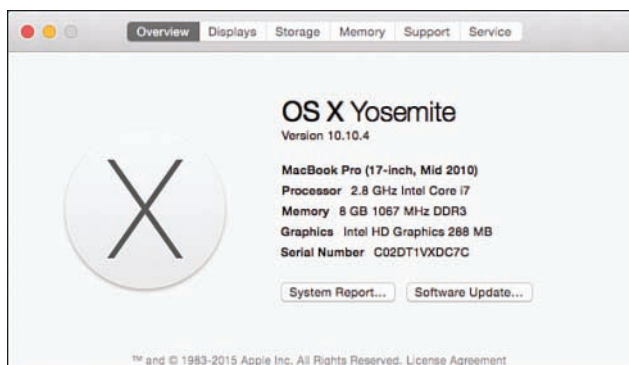 Overview Displays Storage Memory Support Service
OS X Yosemite
Version 10.10.4
MacBook Pro (17-inch, Mid 2010)
Processor 2.8 GHz Intel Core i7
Memory 8 GB 1067 MHz DDR3
Graphics Intel HD Graphics 288 MB
Serial Number C02DT1VXDC7C
System Report... Software Update...
™ and © 1983-2015 Apple Inc. All Rights Reserved. License Agreement